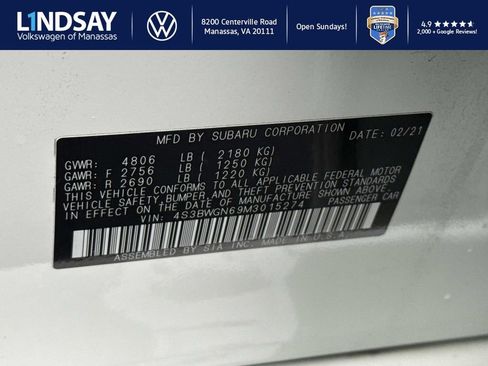 LINDSAY
Volkswagen of Manassas
8200 Centerville Road
Manassas, VA 20111
Open Sundays!
LIFETIME
4.9
2,000+ Google Reviews!
MFD BY SUBARU CORPORATION DATE: 02/21
GVWR: 4806 LB ( 2180 KG)
GAWR: F 2756 LB ( 1250 KG)
GAWR: R 2690 LB ( 1220 KG)
THIS VEHICLE CONFORMS TO ALL APPLICABLE FEDERAL MOTOR
VEHICLE SAFETY, BUMPER AND THEFT PREVENTION STANDARDS
IN EFFECT ON THE DATE OF MANUFACTURE SHOWN ABOVE.
VIN: 4S3BWGN69M3015274 PASSENGER CAR
ASSEMBLED BY SIA INC. MADE IN U.S.A.